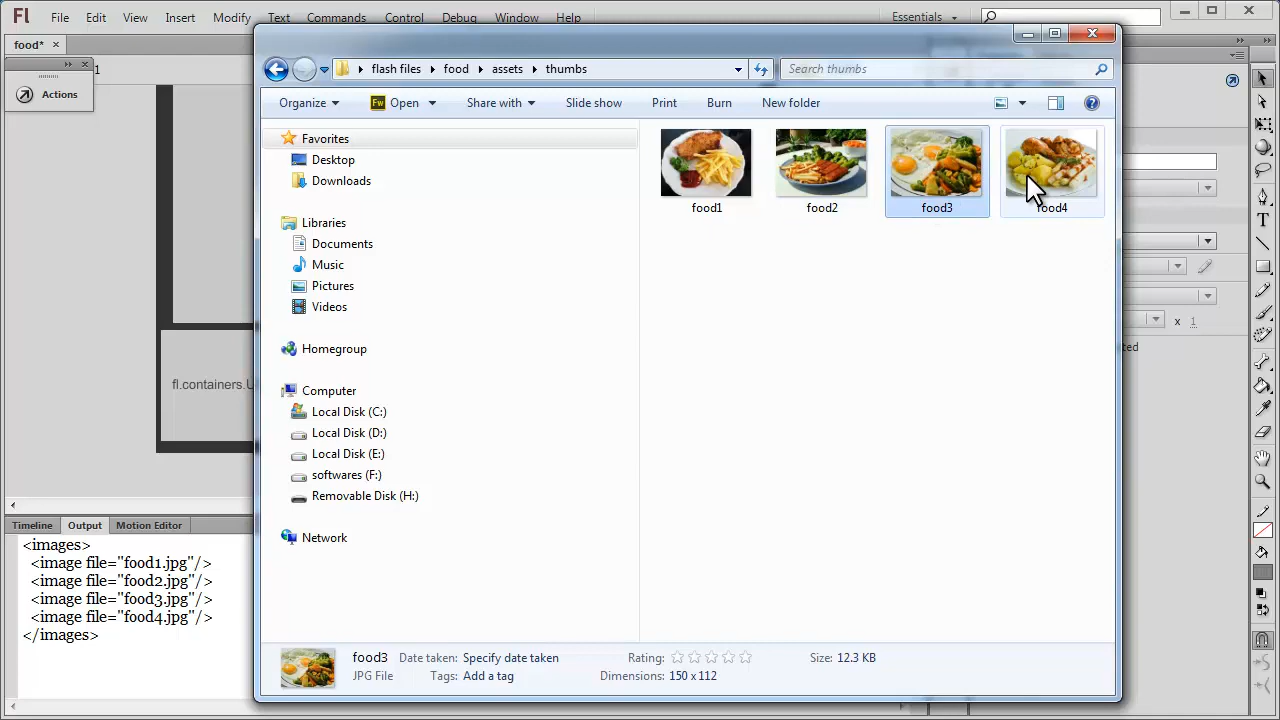 Fl File Edit View Insert Modify Text Commands Control Debug Window Help Essentials
food* ×
1
Actions
fl.containers.U
flash files food assets thumbs Search thumbs
Organize Fw Open Share with Slide show Print Burn New folder
Favorites
Desktop
Downloads
Libraries
Documents
Music
Pictures
Videos
Homegroup
Computer
Local Disk (C:)
Local Disk (D:)
Local Disk (E:)
softwares (F:)
Removable Disk (H:)
Network
food1 food2 food3 food4
food3 Date taken: Specify date taken Rating: Size: 12.3 KB
JPG File Tags: Add a tag Dimensions: 150 x 112
x 1
ted
Timeline Output Motion Editor
<images>
<image file="food1.jpg"/>
<image file="food2.jpg"/>
<image file="food3.jpg"/>
<image file="food4.jpg"/>
</images>